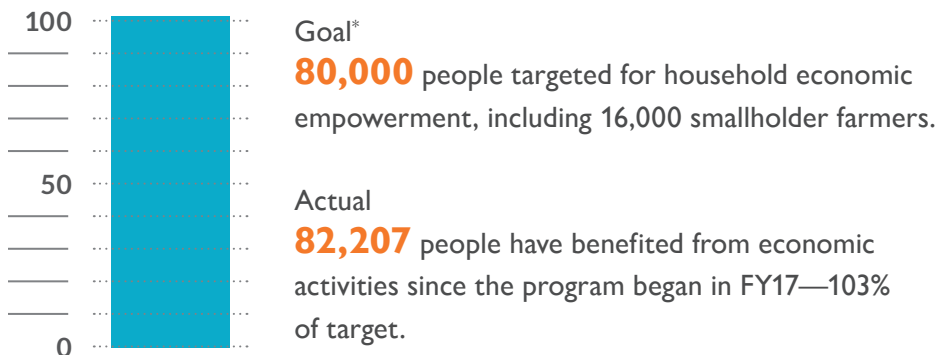 100
50
0
Goal*
80,000 people targeted for household economic
empowerment, including 16,000 smallholder farmers.
Actual
82,207 people have benefited from economic
activities since the program began in FY17—103%
of target.